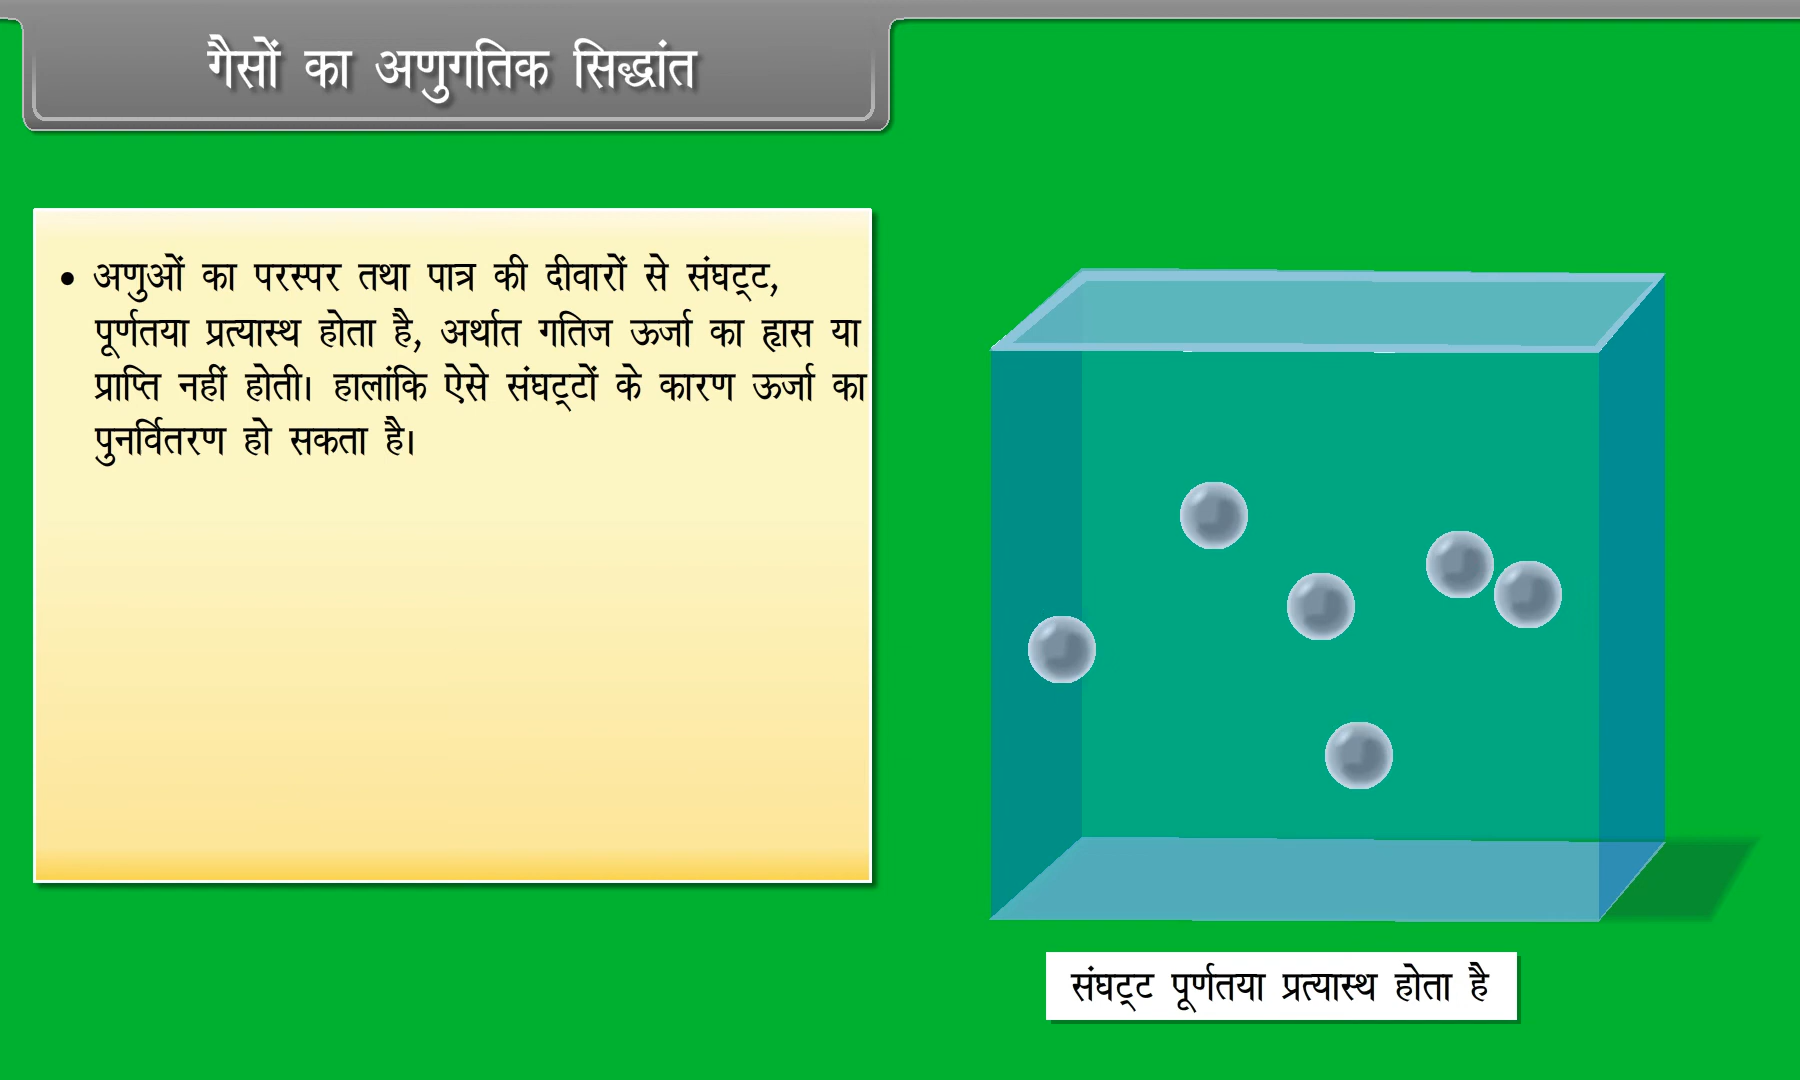 गैसों का अणुगतिक सिद्धांत
• अणुओं का परस्पर तथा पात्र की दीवारों से संघट्ट,
पूर्णतया प्रत्यास्थ होता है, अर्थात गतिज ऊर्जा का ह्रास या
प्राप्ति नहीं होती। हालांकि ऐसे संघट्टों के कारण ऊर्जा का
पुनर्वितरण हो सकता है।
संघट्ट पूर्णतया प्रत्यास्थ होता है